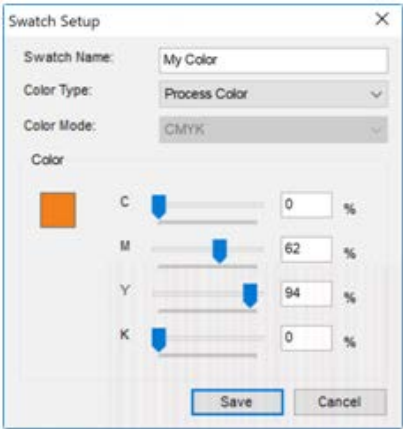 Swatch Setup
Swatch Name: My Color
Color Type: Process Color
Color Mode: CMYK
Color
C 0 %
M 62 %
Y 94 %
K 0 %
Save Cancel